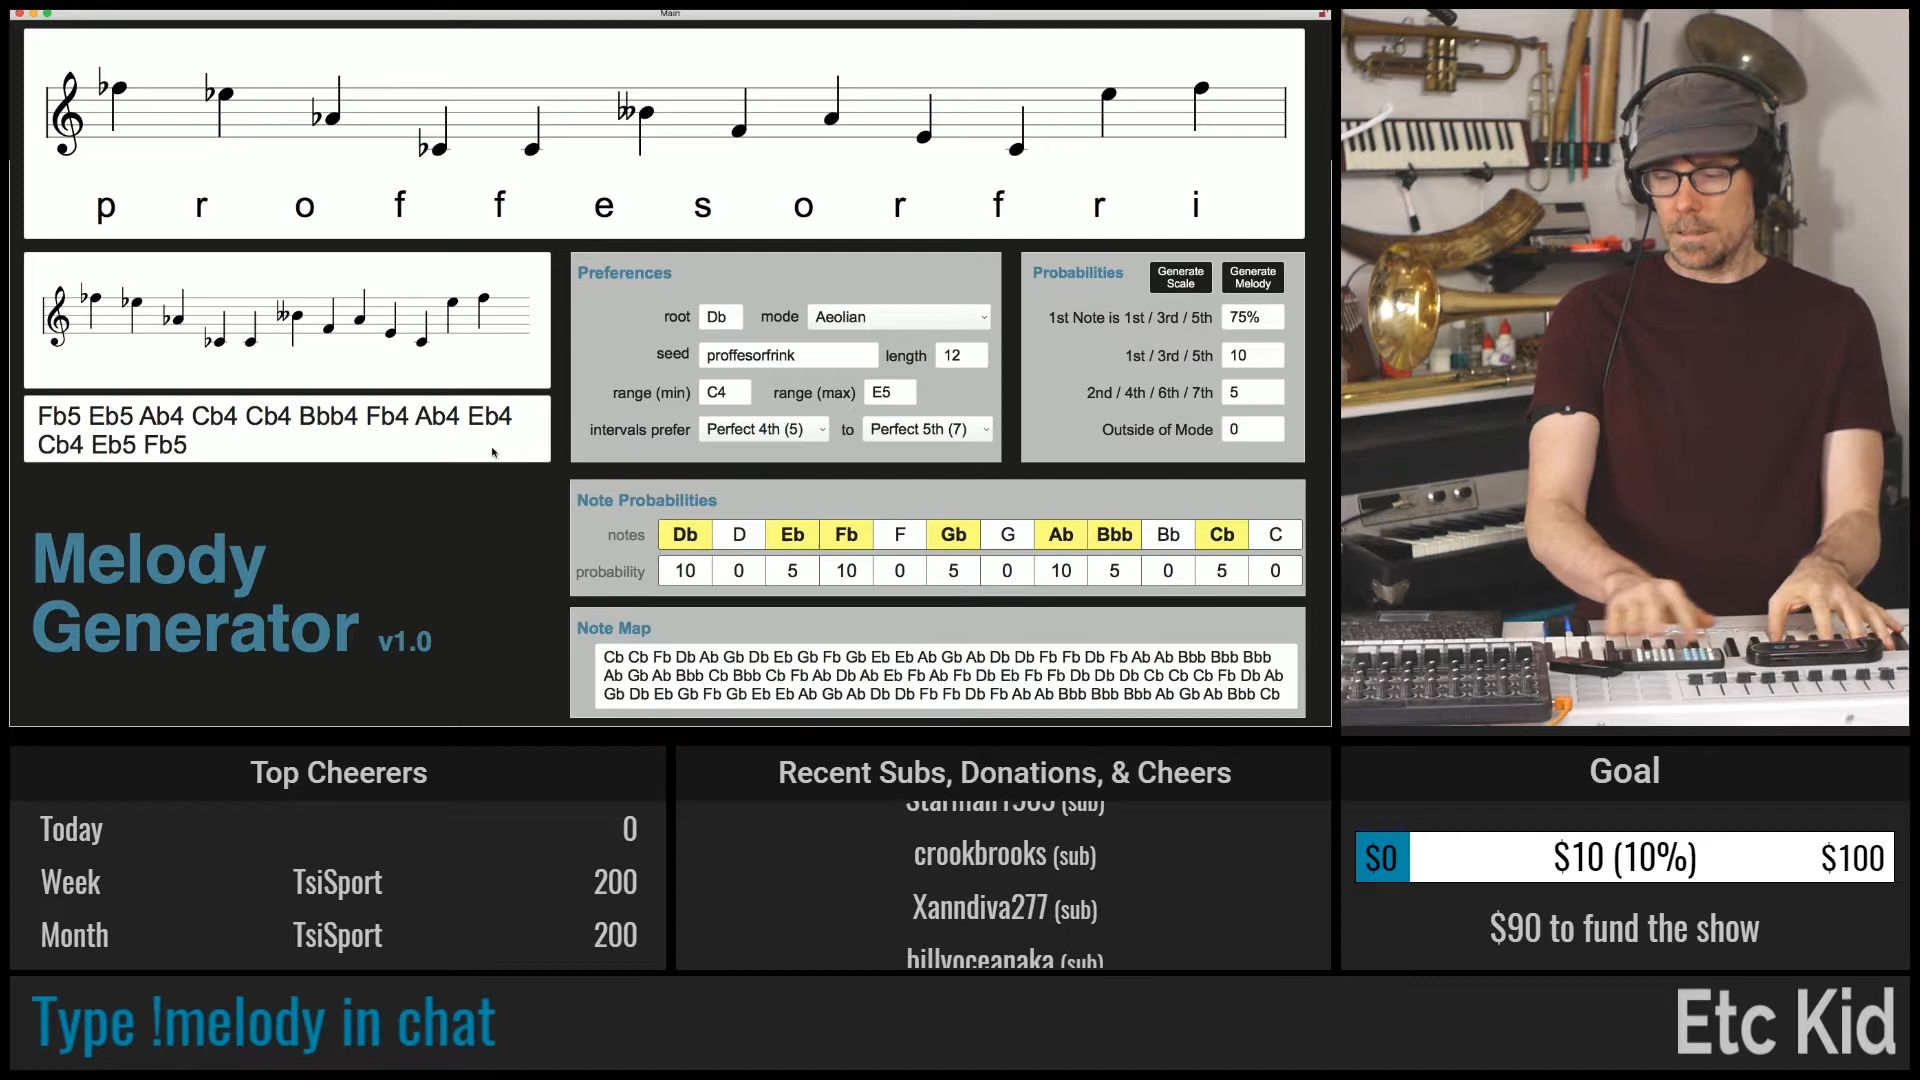 Main
p r o f f e s o r f r i
Fb5 Eb5 Ab4 Cb4 Cb4 Bbb4 Fb4 Ab4 Eb4
Cb4 Eb5 Fb5
Melody
Generator v1.0
Preferences
root Db mode Aeolian
seed proffesorfrink length 12
range (min) C4 range (max) E5
intervals prefer Perfect 4th (5) to Perfect 5th (7)
Probabilities Generate Scale Generate Melody
1st Note is 1st / 3rd / 5th 75%
1st / 3rd / 5th 10
2nd / 4th / 6th / 7th 5
Outside of Mode 0
Note Probabilities
notes Db D Eb Fb F Gb G Ab Bbb Bb Cb C
probability 10 0 5 10 0 5 0 10 5 0 5 0
Note Map
Cb Cb Fb Db Ab Gb Db Eb Gb Fb Gb Eb Eb Ab Gb Ab Db Db Fb Fb Db Fb Ab Ab Bbb Bbb Bbb
Ab Gb Ab Bbb Cb Bbb Cb Fb Ab Db Ab Eb Fb Ab Fb Db Eb Fb Fb Db Db Db Cb Cb Cb Fb Db Ab
Gb Db Eb Gb Fb Gb Eb Eb Ab Gb Ab Db Db Fb Fb Db Fb Ab Ab Bbb Bbb Bbb Ab Gb Ab Bbb Cb
Top Cheerers
Today 0
Week TsiSport 200
Month TsiSport 200
Recent Subs, Donations, & Cheers
Starman1965 (sub)
crookbrooks (sub)
Xanndiva277 (sub)
billyoceanaka (sub)
Goal
$0 $10 (10%) $100
$90 to fund the show
Type !melody in chat
Etc Kid